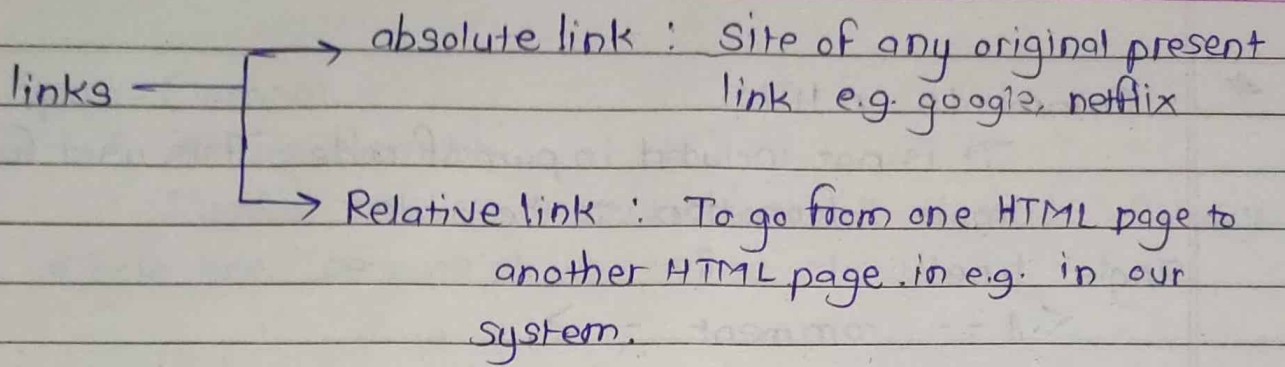 absolute link : Site of any original present
links
link e.g. google, netflix
Relative link : To go from one HTML page to
another HTML page. in e.g. in our
system.